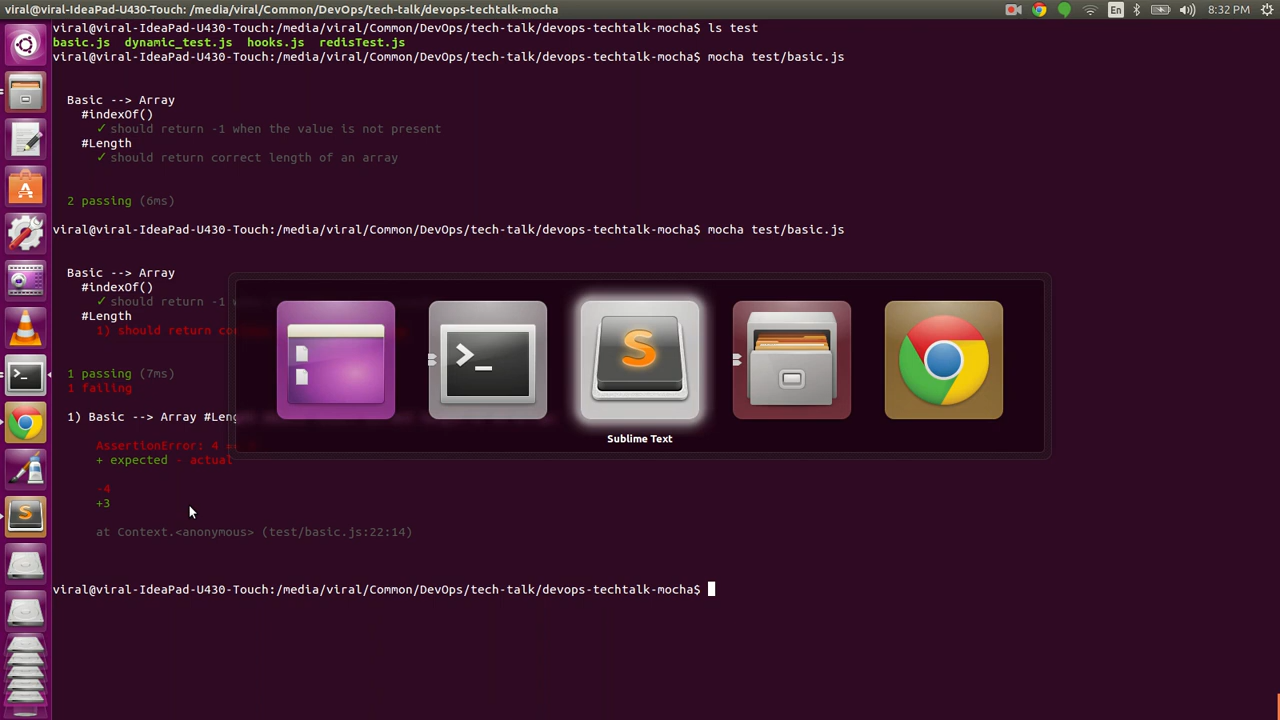 viral@viral-IdeaPad-U430-Touch: /media/viral/Common/DevOps/tech-talk/devops-techtalk-mocha
En
8:32 PM
viral@viral-IdeaPad-U430-Touch:/media/viral/Common/DevOps/tech-talk/devops-techtalk-mocha$ ls test
basic.js dynamic_test.js hooks.js redisTest.js
viral@viral-IdeaPad-U430-Touch:/media/viral/Common/DevOps/tech-talk/devops-techtalk-mocha$ mocha test/basic.js
Basic --> Array
#indexOf()
✓ should return -1 when the value is not present
#Length
✓ should return correct length of an array
2 passing (6ms)
viral@viral-IdeaPad-U430-Touch:/media/viral/Common/DevOps/tech-talk/devops-techtalk-mocha$ mocha test/basic.js
Basic --> Array
#indexOf()
✓ should return -1
#Length
1) should return
1 passing (7ms)
1 failing
1) Basic --> Array
AssertionError: 4
+ expected - actual
-4
+3
at Context.<anonymous> (test/basic.js:22:14)
Sublime Text
viral@viral-IdeaPad-U430-Touch:/media/viral/Common/DevOps/tech-talk/devops-techtalk-mocha$